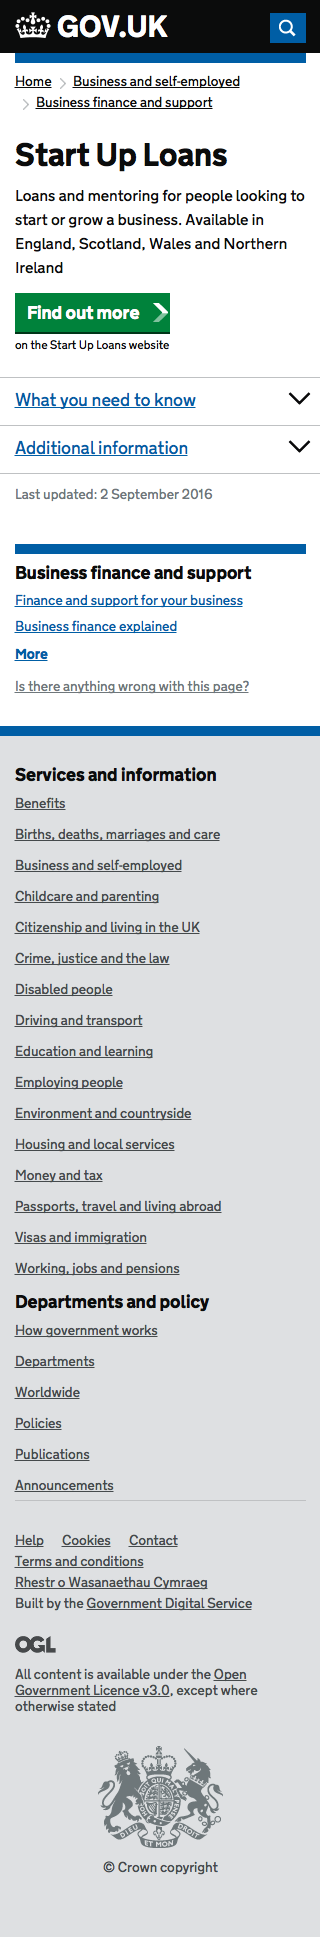 GOV.UK
Home
Business and self-employed
Business finance and support
Start Up Loans
Loans and mentoring for people looking to
start or grow a business. Available in
England, Scotland, Wales and Northern
Ireland
Find out more
on the Start Up Loans website
What you need to know
Additional information
Last updated: 2 September 2016
Business finance and support
Finance and support for your business
Business finance explained
More
Is there anything wrong with this page?
Services and information
Benefits
Births, deaths, marriages and care
Business and self-employed
Childcare and parenting
Citizenship and living in the UK
Crime, justice and the law
Disabled people
Driving and transport
Education and learning
Employing people
Environment and countryside
Housing and local services
Money and tax
Passports, travel and living abroad
Visas and immigration
Working, jobs and pensions
Departments and policy
How government works
Departments
Worldwide
Policies
Publications
Announcements
Help Cookies Contact
Terms and conditions
Rhestr o Wasanaethau Cymraeg
Built by the Government Digital Service
OGL
All content is available under the Open
Government Licence v3.0, except where
otherwise stated
DIEU ET MON DROIT
© Crown copyright